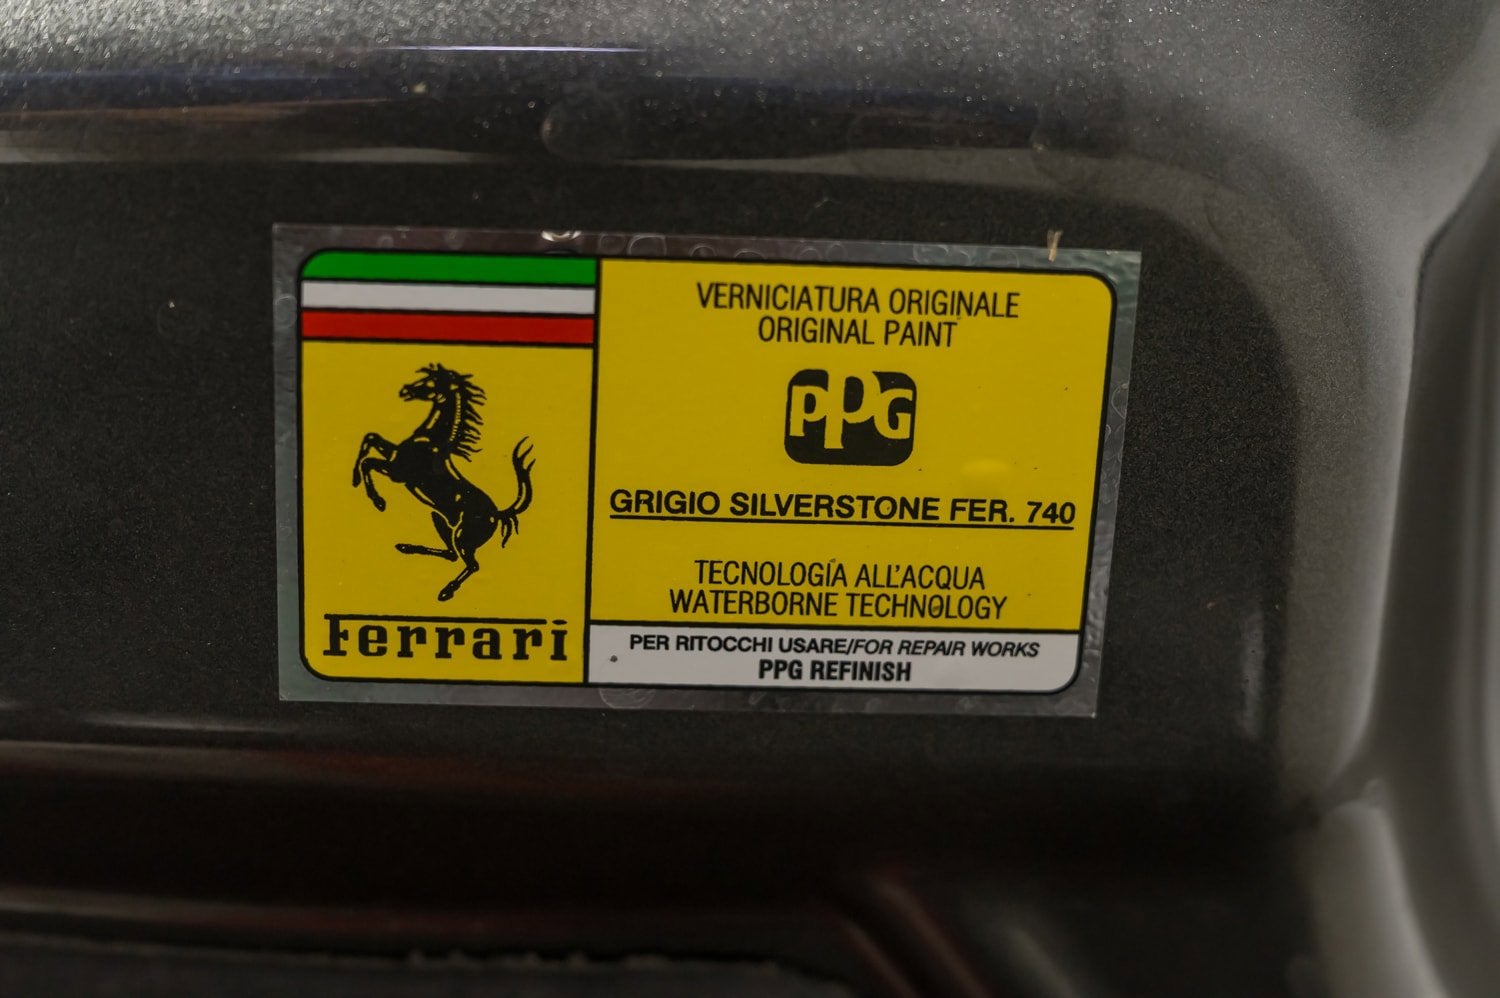 VERNICIATURA ORIGINALE
ORIGINAL PAINT
PPG
GRIGIO SILVERSTONE FER. 740
TECNOLOGIA ALL'ACQUA
WATERBORNE TECHNOLOGY
Ferrari
PER RITOCCHI USARE/FOR REPAIR WORKS
PPG REFINISH